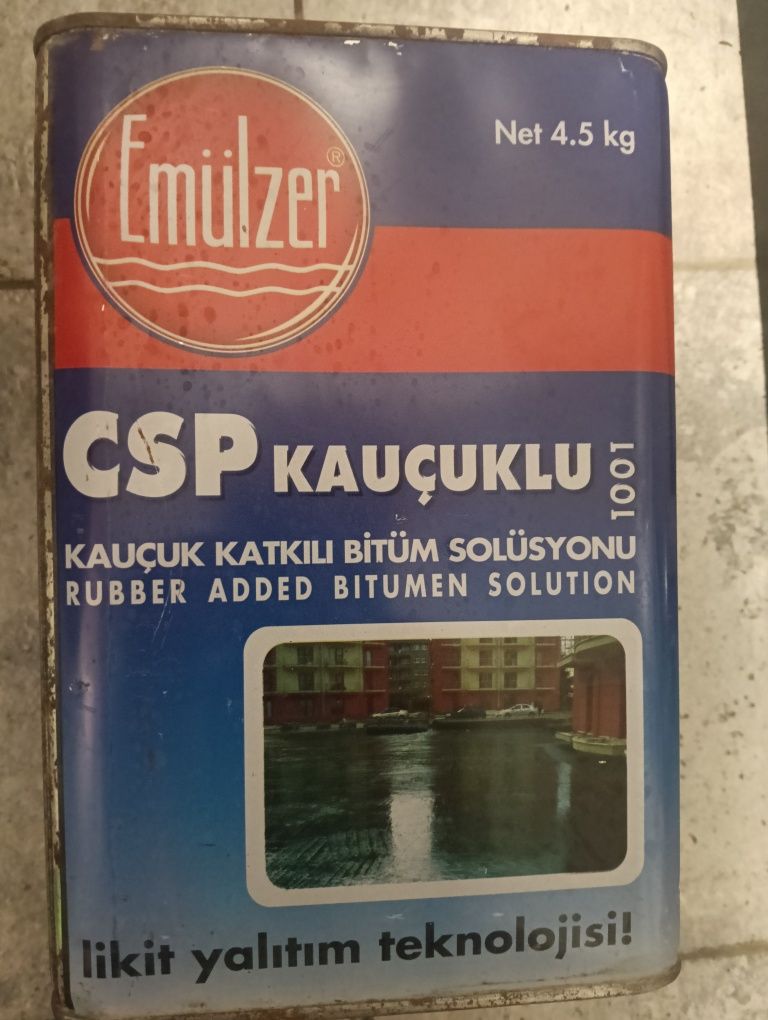 Emülzer®
Net 4.5 kg
CSP KAUÇUKLU 1001
KAUÇUK KATKILI BİTÜM SOLÜSYONU
RUBBER ADDED BITUMEN SOLUTION
likit yalıtım teknolojisi!